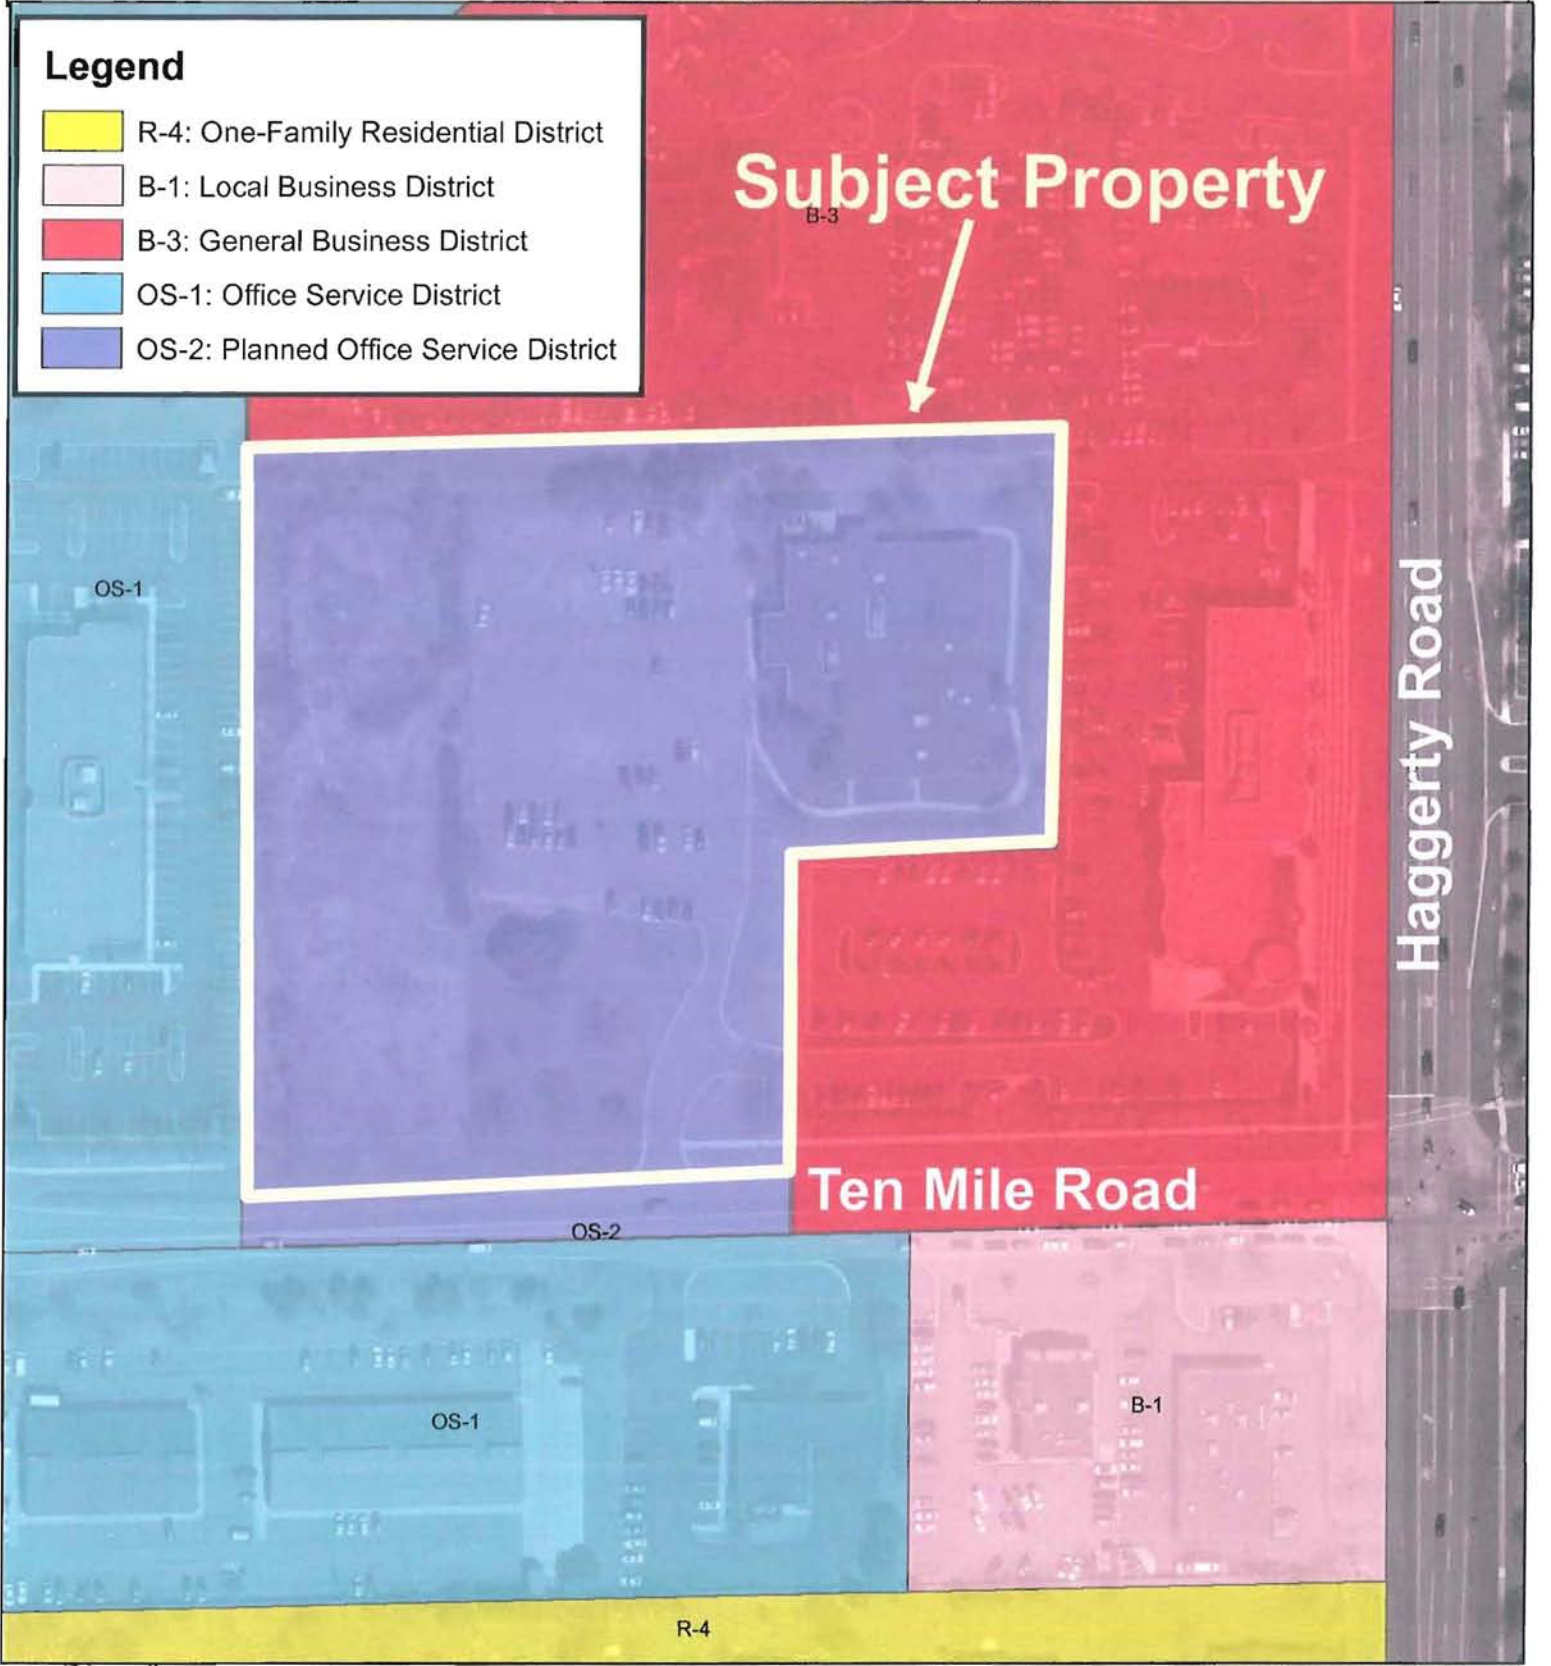 Legend
R-4: One-Family Residential District
B-1: Local Business District
B-3: General Business District
OS-1: Office Service District
OS-2: Planned Office Service District
Subject Property
B-3
OS-1
Haggerty Road
Ten Mile Road
OS-2
OS-1
B-1
R-4